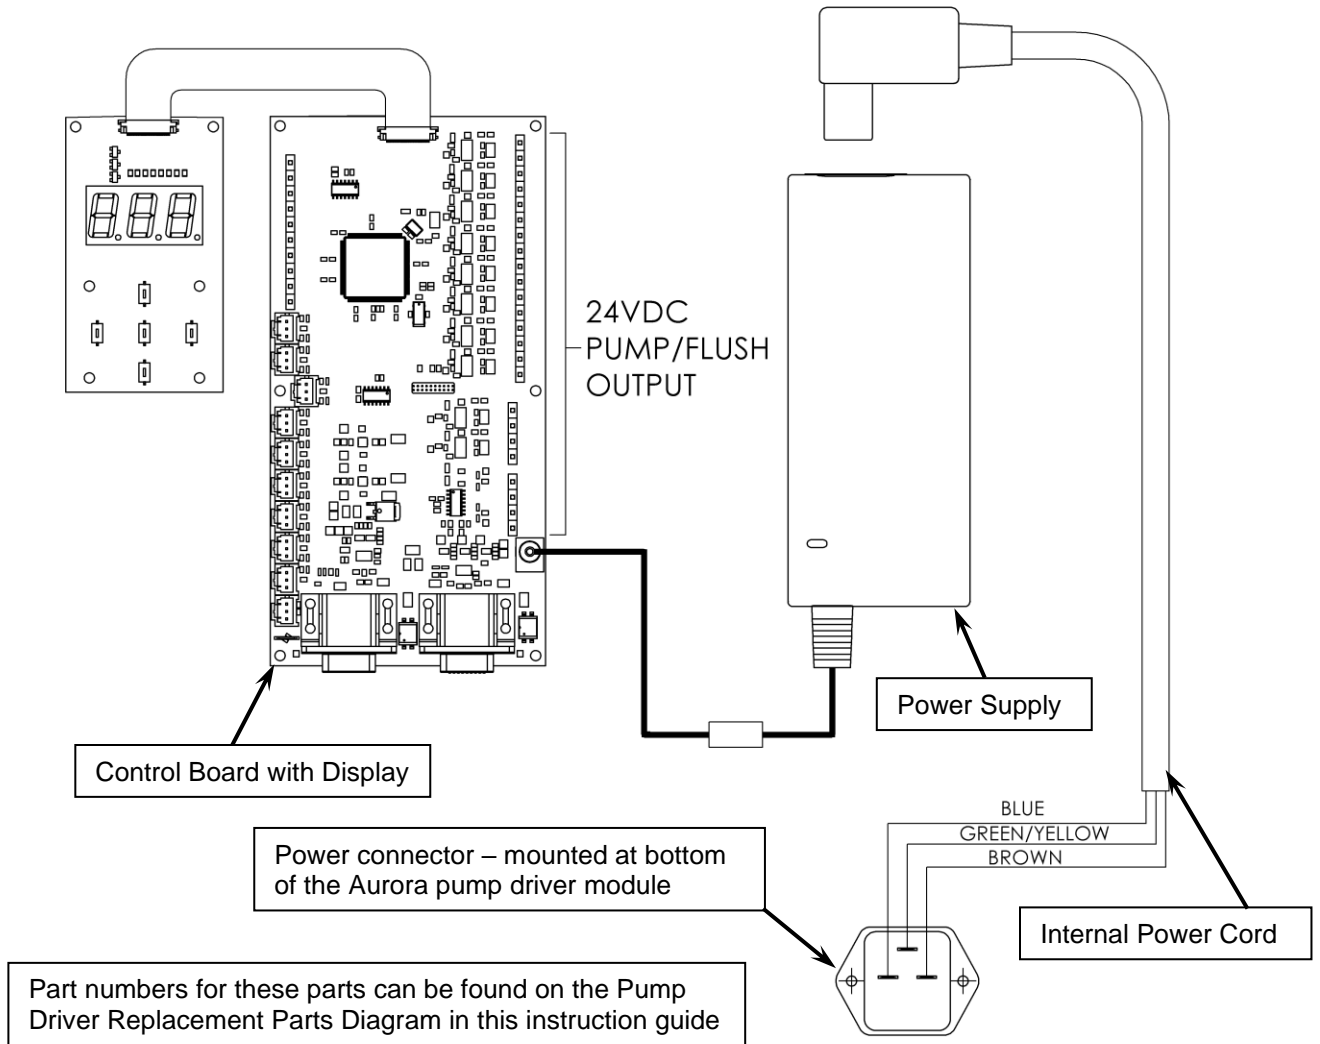 24VDC
PUMP/FLUSH
OUTPUT
Power Supply
Control Board with Display
BLUE
GREEN/YELLOW
BROWN
Power connector – mounted at bottom
of the Aurora pump driver module
Internal Power Cord
Part numbers for these parts can be found on the Pump
Driver Replacement Parts Diagram in this instruction guide